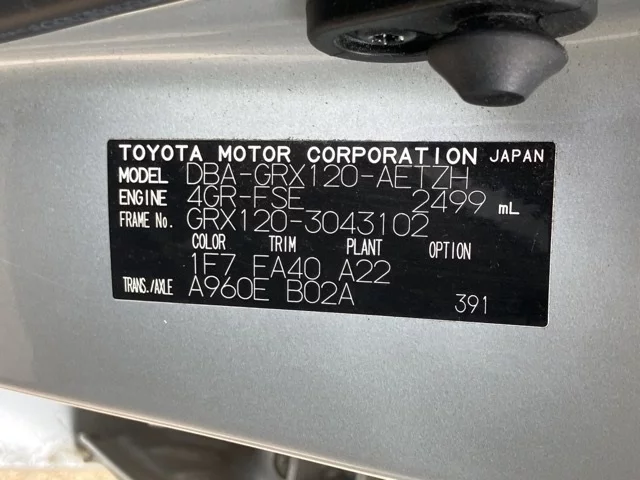 TOYOTA MOTOR CORPORATION JAPAN
MODEL DBA-GRX120-AETZH
ENGINE 4GR-FSE 2499 mL
FRAME No. GRX120-3043102
COLOR TRIM PLANT OPTION
1F7 FA40 A22
TRANS./AXLE A960E B02A 391